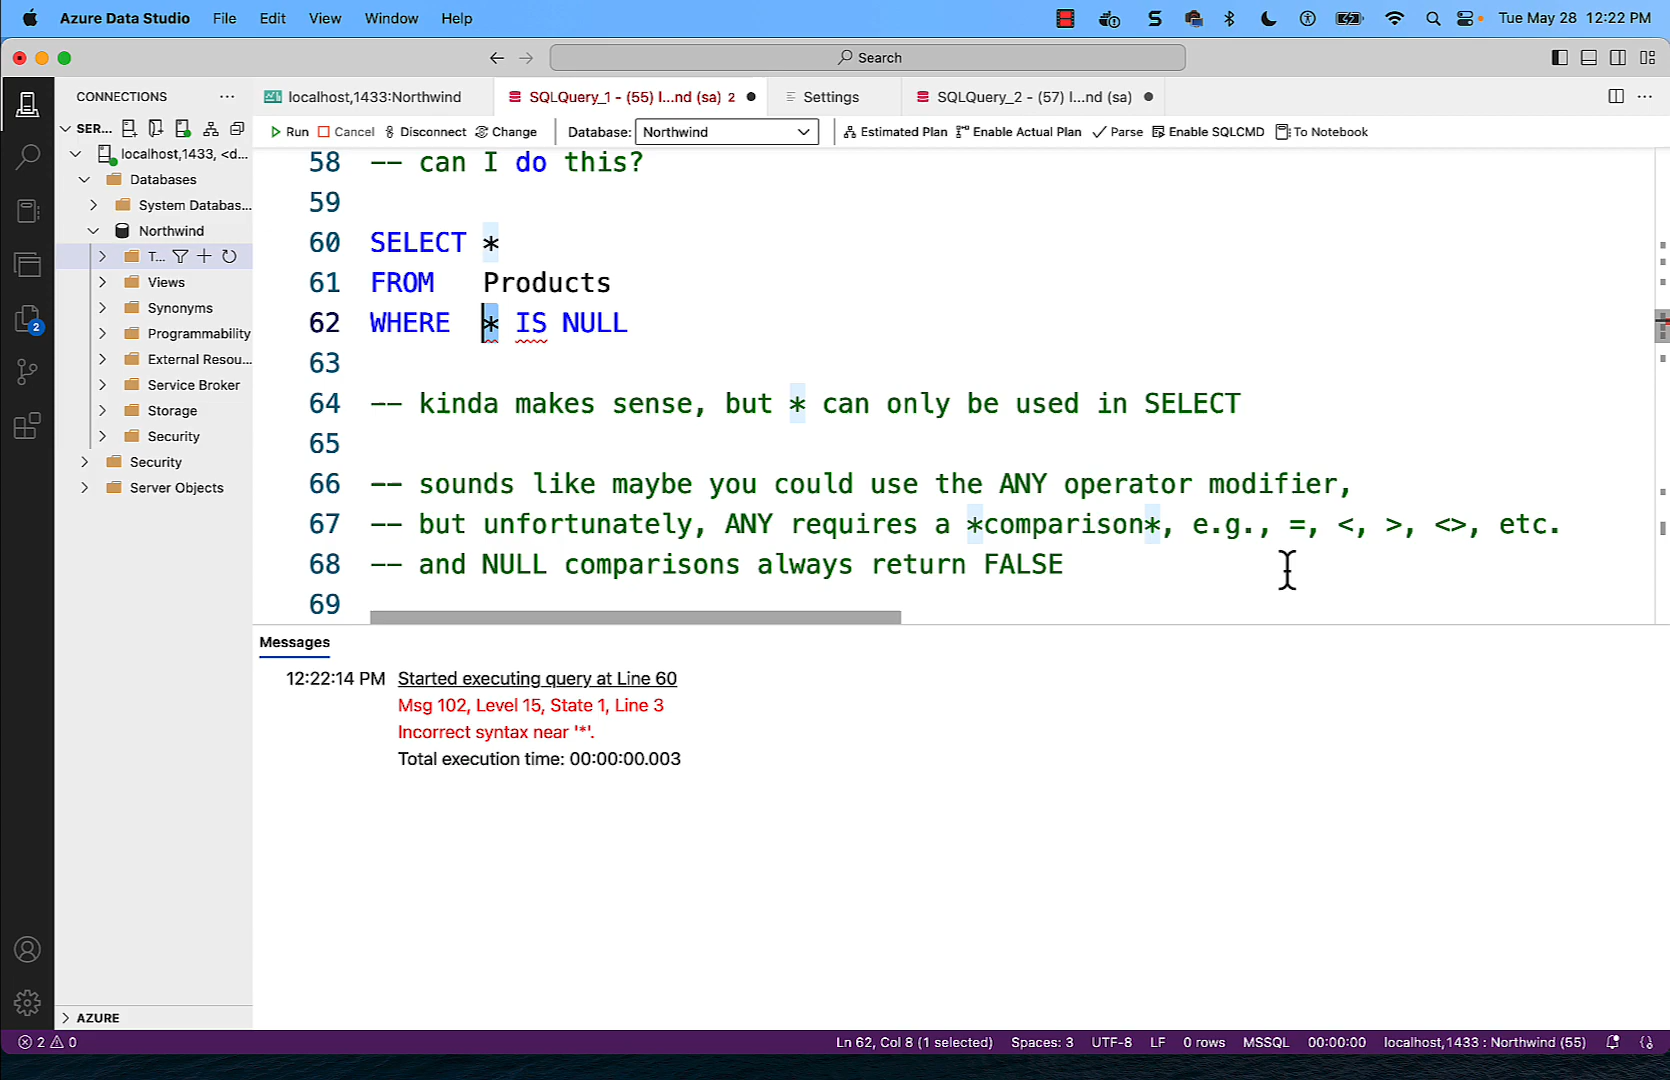 Azure Data Studio File Edit View Window Help Tue May 28 12:22 PM
Search
CONNECTIONS ···
localhost,1433:Northwind
SQLQuery_1 - (55) l...nd (sa) 2
Settings
SQLQuery_2 - (57) l...nd (sa)
SER...
Run Cancel Disconnect Change Database: Northwind Estimated Plan Enable Actual Plan Parse Enable SQLCMD To Notebook
localhost,1433, <d...
Databases
System Databas...
Northwind
T...
Views
Synonyms
Programmability
External Resou...
Service Broker
Storage
Security
Security
Server Objects
AZURE
2
58 -- can I do this?
59
60 SELECT *
61 FROM Products
62 WHERE * IS NULL
63
64 -- kinda makes sense, but * can only be used in SELECT
65
66 -- sounds like maybe you could use the ANY operator modifier,
67 -- but unfortunately, ANY requires a *comparison*, e.g., =, <, >, <>, etc.
68 -- and NULL comparisons always return FALSE
69
Messages
12:22:14 PM Started executing query at Line 60
Msg 102, Level 15, State 1, Line 3
Incorrect syntax near '*'.
Total execution time: 00:00:00.003
2 0 Ln 62, Col 8 (1 selected) Spaces: 3 UTF-8 LF 0 rows MSSQL 00:00:00 localhost,1433 : Northwind (55)